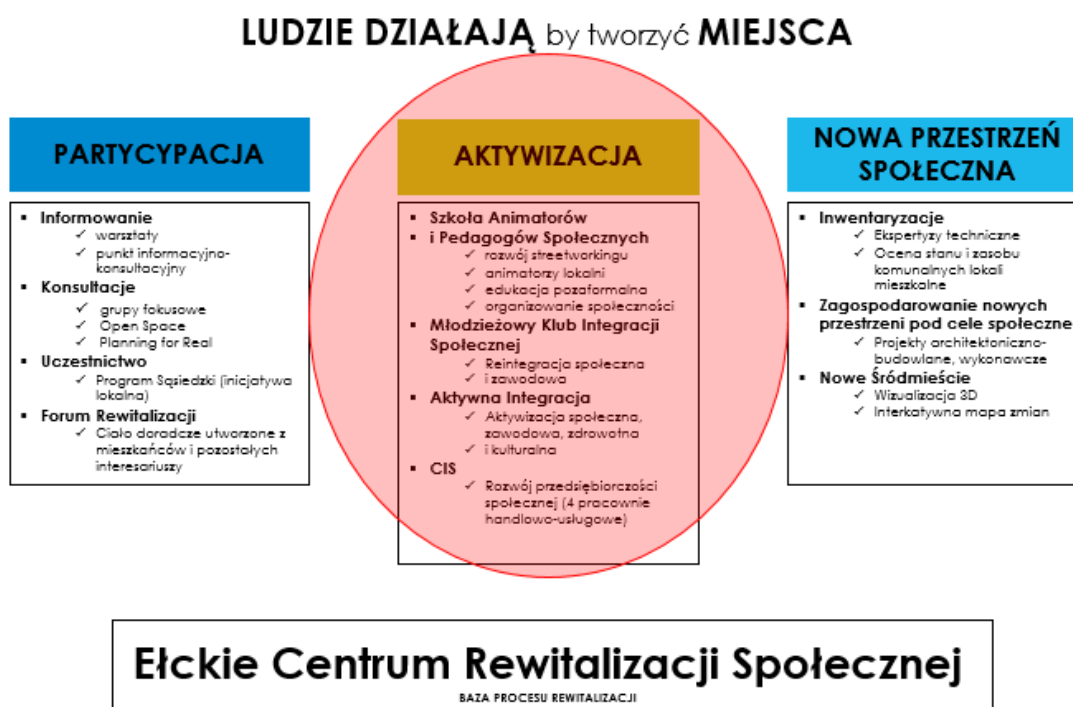 LUDZIE DZIAŁAJĄ by tworzyć MIEJSCA
PARTYCYPACJA
▪ Informowanie
✓ warsztaty
✓ punkt informacyjno-
konsultacyjny
▪ Konsultacje
✓ grupy fokusowe
✓ Open Space
✓ Planning for Real
▪ Uczestnictwo
✓ Program Sąsiedzki (inicjatywa
lokalna)
▪ Forum Rewitalizacji
✓ Ciało doradcze utworzone z
mieszkańców i pozostałych
interesariuszy
AKTYWIZACJA
▪ Szkoła Animatorów
▪ i Pedagogów Społecznych
✓ rozwój streetworkingu
✓ animatorzy lokalni
✓ edukacja pozaformalna
✓ organizowanie społeczności
▪ Młodzieżowy Klub Integracji
Społecznej
✓ Reintegracja społeczna
✓ i zawodowa
▪ Aktywna Integracja
✓ Aktywizacja społeczna,
zawodowa, zdrowotna
✓ i kulturalna
▪ CIS
✓ Rozwój przedsiębiorczości
społecznej (4 pracownie
handlowo-usługowe)
NOWA PRZESTRZEŃ
SPOŁECZNA
▪ Inwentaryzacje
✓ Ekspertyzy techniczne
✓ Ocena stanu i zasobu
komunalnych lokali
mieszkalne
▪ Zagospodarowanie nowych
przestrzeni pod cele społeczne
✓ Projekty architektoniczno-
budowlane, wykonawcze
▪ Nowe Śródmieście
✓ Wizualizacja 3D
✓ Interkatywna mapa zmian
Ełckie Centrum Rewitalizacji Społecznej
BAZA PROCESU REWITALIZACJI